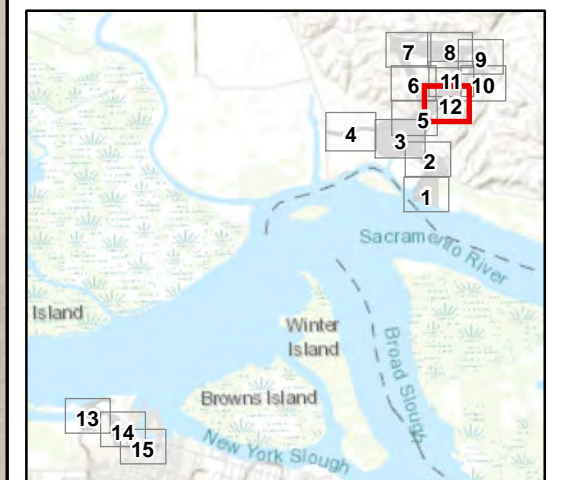 7 8 9
6 11 10
12
5
4 3
2
1
Sacramento River
Island
Winter
Island
Broad Slough
Browns Island
13
14
15
New York Slough